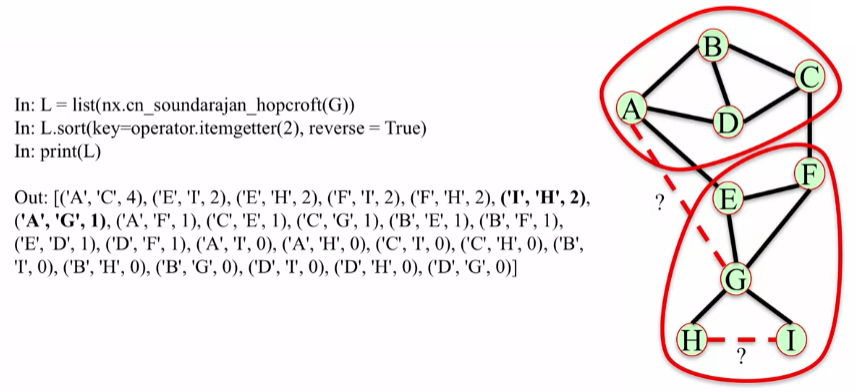 In: L = list(nx.cn_soundarajan_hopcroft(G))
In: L.sort(key=operator.itemgetter(2), reverse = True)
In: print(L)
Out: [('A', 'C', 4), ('E', 'I', 2), ('E', 'H', 2), ('F', 'I', 2), ('F', 'H', 2), ('I', 'H', 2),
('A', 'G', 1), ('A', 'F', 1), ('C', 'E', 1), ('C', 'G', 1), ('B', 'E', 1), ('B', 'F', 1),
('E', 'D', 1), ('D', 'F', 1), ('A', 'I', 0), ('A', 'H', 0), ('C', 'I', 0), ('C', 'H', 0), ('B',
'I', 0), ('B', 'H', 0), ('B', 'G', 0), ('D', 'I', 0), ('D', 'H', 0), ('D', 'G', 0)]
B
C
A
D
F
E
?
G
H
I
?